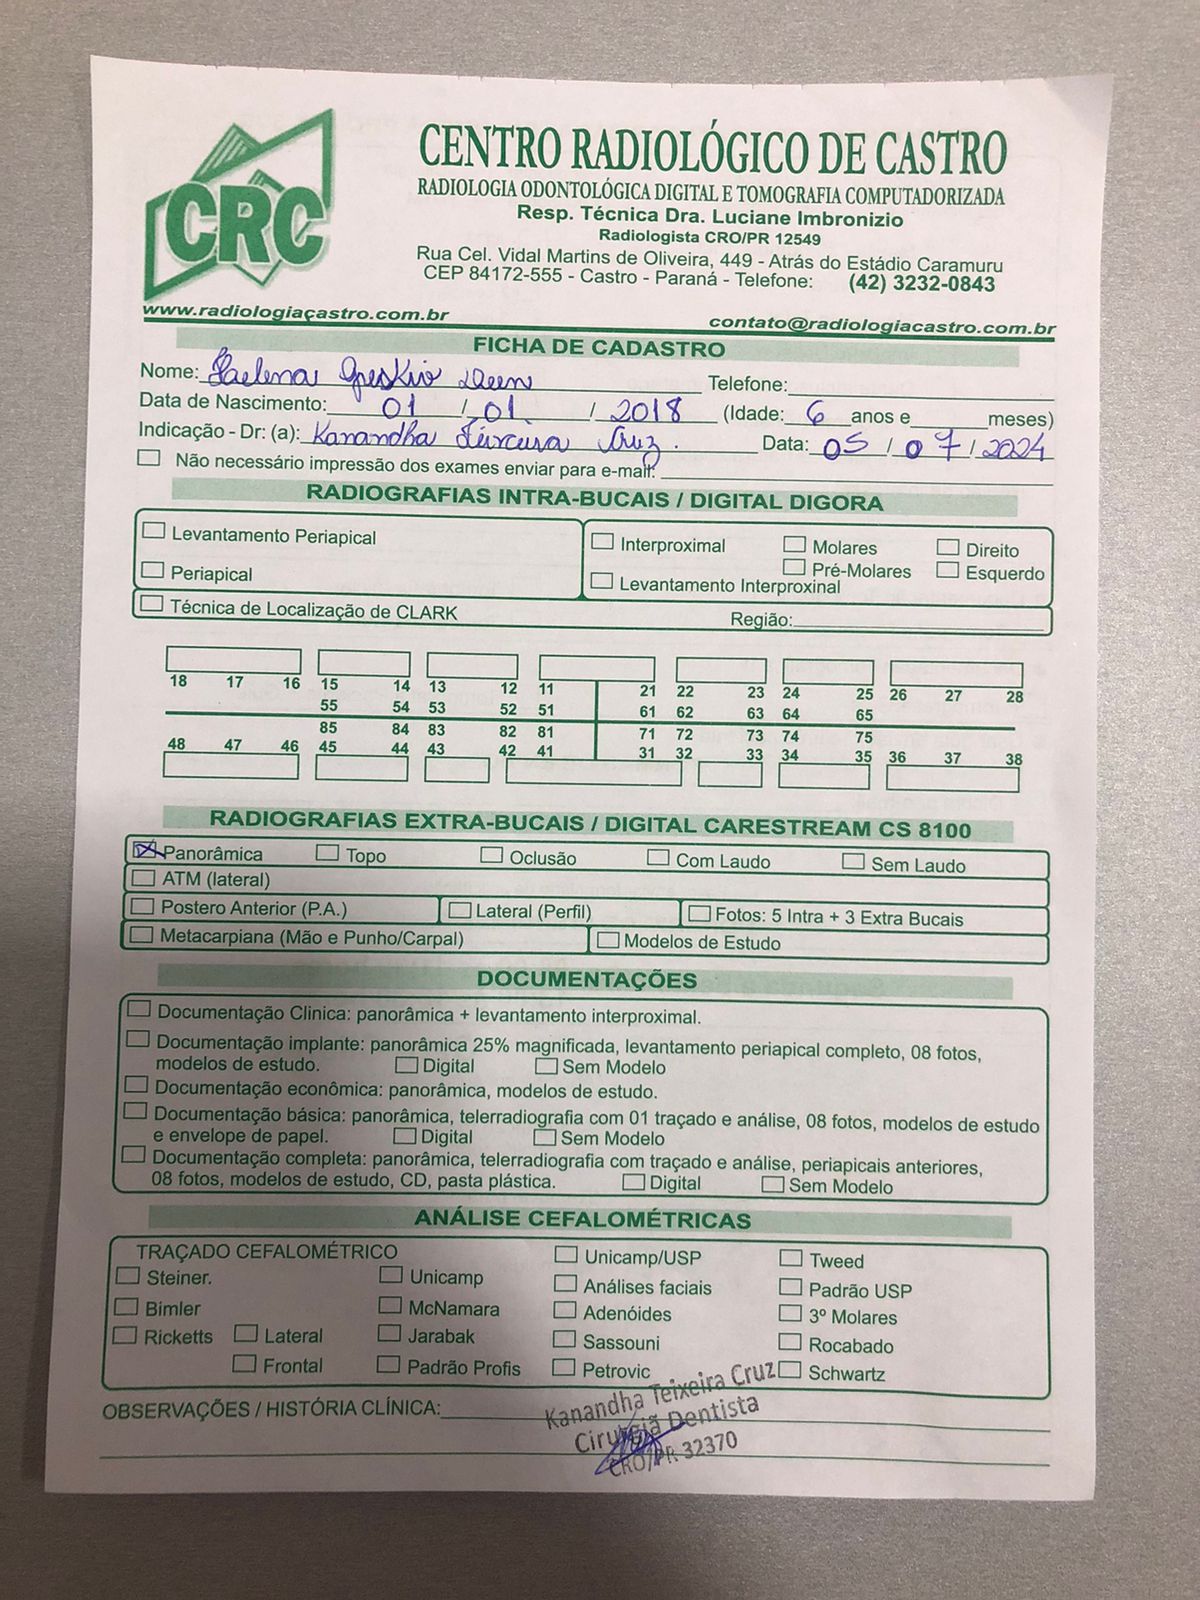 CRC
CENTRO RADIOLÓGICO DE CASTRO
RADIOLOGIA ODONTOLÓGICA DIGITAL E TOMOGRAFIA COMPUTADORIZADA
Resp. Técnica Dra. Luciane Imbronizio
Radiologista CRO/PR 12549
Rua Cel. Vidal Martins de Oliveira, 449 - Atrás do Estádio Caramuru
CEP 84172-555 - Castro - Paraná - Telefone: (42) 3232-0843
www.radiologiacastro.com.br contato@radiologiacastro.com.br
FICHA DE CADASTRO
Nome: Telefone:
Data de Nascimento: 01 / 01 / 2018 (Idade: 6 anos e meses)
Indicação - Dr: (a): Kanandha Teixeira Cruz. Data: 05 / 07 / 2024
Não necessário impressão dos exames enviar para e-mail:
RADIOGRAFIAS INTRA-BUCAIS / DIGITAL DIGORA
Levantamento Periapical Interproximal Molares Direito
Periapical Levantamento Interproximal Pré-Molares Esquerdo
Técnica de Localização de CLARK Região:
18 17 16 15 14 13 12 11 21 22 23 24 25 26 27 28
55 54 53 52 51 61 62 63 64 65
85 84 83 82 81 71 72 73 74 75
48 47 46 45 44 43 42 41 31 32 33 34 35 36 37 38
RADIOGRAFIAS EXTRA-BUCAIS / DIGITAL CARESTREAM CS 8100
X Panorâmica Topo Oclusão Com Laudo Sem Laudo
ATM (lateral)
Postero Anterior (P.A.) Lateral (Perfil) Fotos: 5 Intra + 3 Extra Bucais
Metacarpiana (Mão e Punho/Carpal) Modelos de Estudo
DOCUMENTAÇÕES
Documentação Clinica: panorâmica + levantamento interproximal.
Documentação implante: panorâmica 25% magnificada, levantamento periapical completo, 08 fotos,
modelos de estudo. Digital Sem Modelo
Documentação econômica: panorâmica, modelos de estudo.
Documentação básica: panorâmica, telerradiografia com 01 traçado e análise, 08 fotos, modelos de estudo
e envelope de papel. Digital Sem Modelo
Documentação completa: panorâmica, telerradiografia com traçado e análise, periapicais anteriores,
08 fotos, modelos de estudo, CD, pasta plástica. Digital Sem Modelo
ANÁLISE CEFALOMÉTRICAS
TRAÇADO CEFALOMÉTRICO Unicamp/USP Tweed
Steiner. Unicamp Análises faciais Padrão USP
Bimler McNamara Adenóides 3º Molares
Ricketts Lateral Jarabak Sassouni Rocabado
Frontal Padrão Profis Petrovic Schwartz
OBSERVAÇÕES / HISTÓRIA CLÍNICA:
Kanandha Teixeira Cruz
Cirurgiã Dentista
CRO/PR 32370